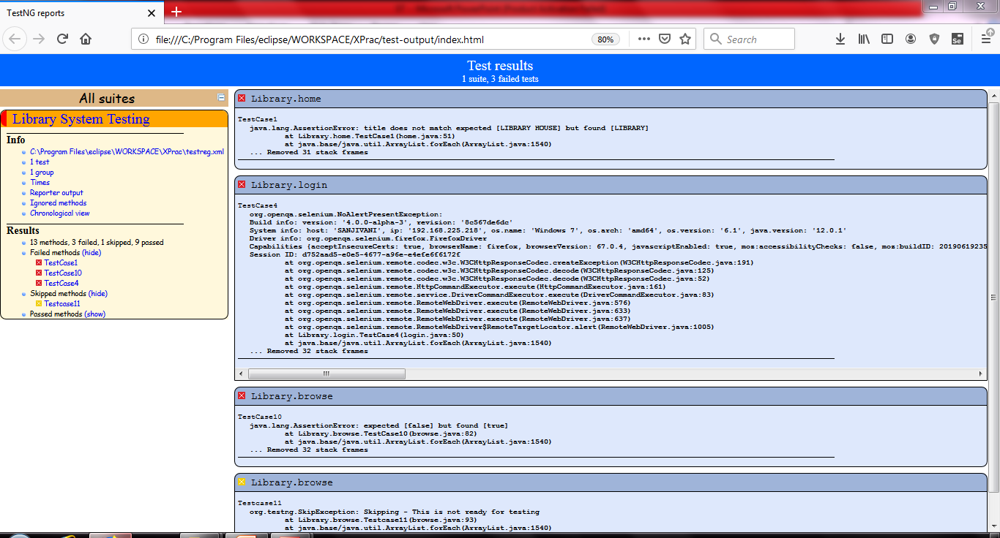 TestNG reports
file:///C:/Program Files/eclipse/WORKSPACE/XPrac/test-output/index.html
80%
Search
Se
Test results
1 suite, 3 failed tests
All suites
Library System Testing
Info
C:\Program Files\eclipse\WORKSPACE\XPrac\testreg.xml
1 test
1 group
Times
Reporter output
Ignored methods
Chronological view
Results
13 methods, 3 failed, 1 skipped, 9 passed
Failed methods (hide)
TestCase1
TestCase10
TestCase4
Skipped methods (hide)
Testcase11
Passed methods (show)
Library.home
TestCase1
java.lang.AssertionError: title does not match expected [LIBRARY HOUSE] but found [LIBRARY]
at Library.home.TestCase1(home.java:51)
at java.base/java.util.ArrayList.forEach(ArrayList.java:1540)
... Removed 31 stack frames
Library.login
TestCase4
org.openqa.selenium.NoAlertPresentException:
Build info: version: '4.0.0-alpha-3', revision: '8c567de6dc'
System info: host: 'SANJIVANI', ip: '192.168.225.218', os.name: 'Windows 7', os.arch: 'amd64', os.version: '6.1', java.version: '12.0.1'
Driver info: org.openqa.selenium.firefox.FirefoxDriver
Capabilities {acceptInsecureCerts: true, browserName: firefox, browserVersion: 67.0.4, javascriptEnabled: true, moz:accessibilityChecks: false, moz:buildID: 20190619235
Session ID: d752aad5-e0e5-4677-a96e-e4efe6f6172f
at org.openqa.selenium.remote.codec.w3c.W3CHttpResponseCodec.createException(W3CHttpResponseCodec.java:191)
at org.openqa.selenium.remote.codec.w3c.W3CHttpResponseCodec.decode(W3CHttpResponseCodec.java:125)
at org.openqa.selenium.remote.codec.w3c.W3CHttpResponseCodec.decode(W3CHttpResponseCodec.java:52)
at org.openqa.selenium.remote.HttpCommandExecutor.execute(HttpCommandExecutor.java:161)
at org.openqa.selenium.remote.service.DriverCommandExecutor.execute(DriverCommandExecutor.java:83)
at org.openqa.selenium.remote.RemoteWebDriver.execute(RemoteWebDriver.java:576)
at org.openqa.selenium.remote.RemoteWebDriver.execute(RemoteWebDriver.java:633)
at org.openqa.selenium.remote.RemoteWebDriver.execute(RemoteWebDriver.java:637)
at org.openqa.selenium.remote.RemoteWebDriver$RemoteTargetLocator.alert(RemoteWebDriver.java:1005)
at Library.login.TestCase4(login.java:50)
at java.base/java.util.ArrayList.forEach(ArrayList.java:1540)
... Removed 32 stack frames
Library.browse
TestCase10
java.lang.AssertionError: expected [false] but found [true]
at Library.browse.TestCase10(browse.java:82)
at java.base/java.util.ArrayList.forEach(ArrayList.java:1540)
... Removed 32 stack frames
Library.browse
Testcase11
org.testng.SkipException: Skipping - This is not ready for testing
at Library.browse.Testcase11(browse.java:93)
at java.base/java.util.ArrayList.forEach(ArrayList.java:1540)